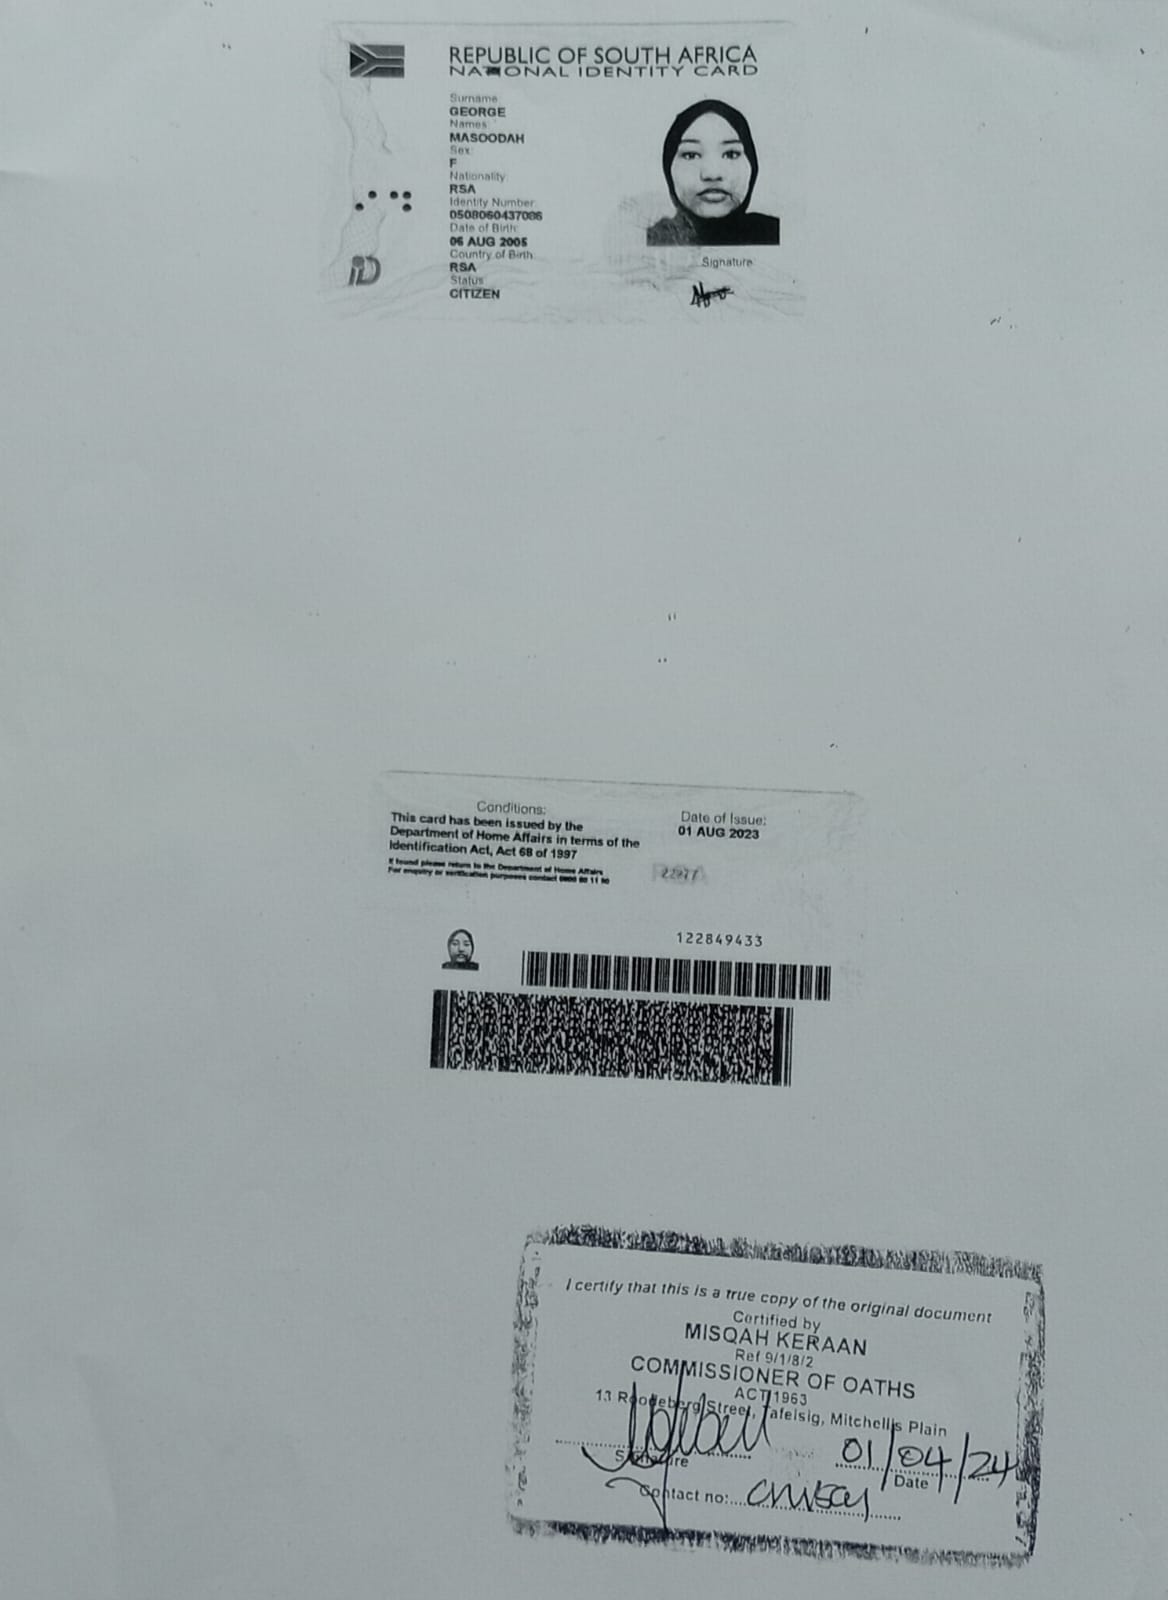 REPUBLIC OF SOUTH AFRICA
NATIONAL IDENTITY CARD
Surname:
GEORGE
Names:
MASOODAH
Sex:
F
Nationality:
RSA
Identity Number:
0508060437086
Date of Birth:
06 AUG 2005
Country of Birth:
RSA
Status:
CITIZEN
Signature
iD
Conditions:
This card has been issued by the
Department of Home Affairs in terms of the
Identification Act, Act 68 of 1997
If found please return to the Department of Home Affairs
For enquiry or verification purposes contact 0800 60 11 90
Date of Issue:
01 AUG 2023
RSA
122849433
I certify that this is a true copy of the original document
Certified by
MISQAH KERAAN
Ref 9/1/8/2
COMMISSIONER OF OATHS
ACT 1963
13 Roodeberg Street, Tafelsig, Mitchells Plain
Signature
01/04/24
Date
Contact no: